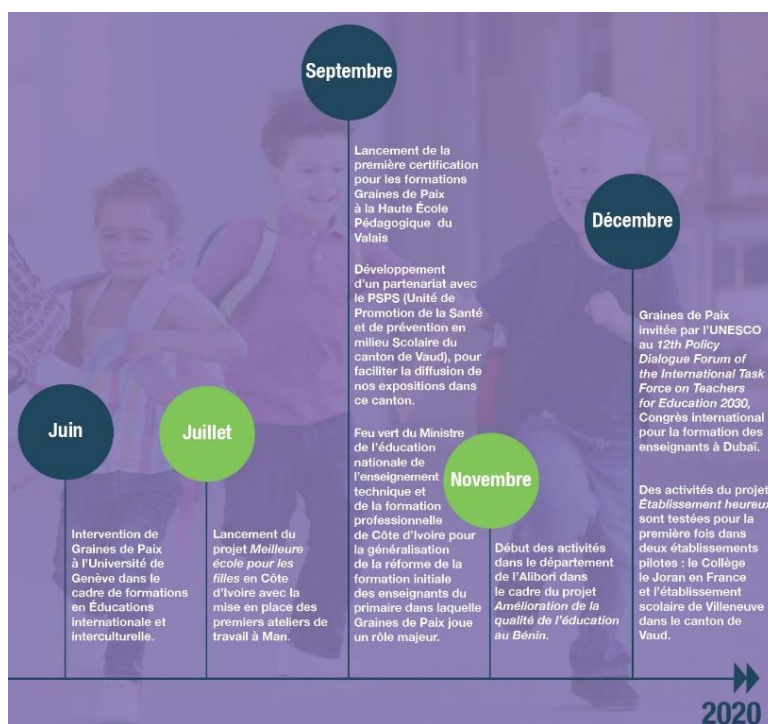 Septembre
Lancement de la
première certification
pour les formations
Graines de Paix
à la Haute École
Pédagogique du
Valais
Développement
d'un partenariat avec
le PSPS (Unité de
Promotion de la Santé
et de prévention en
milieu Scolaire du
canton de Vaud), pour
faciliter la diffusion de
nos expositions dans
ce canton.
Feu vert du Ministre
de l'éducation
nationale de
l'enseignement
technique et
de la formation
professionnelle
de Côte d'Ivoire pour
la généralisation
de la réforme de la
formation initiale
des enseignants du
primaire dans laquelle
Graines de Paix joue
un rôle majeur.
Décembre
Graines de Paix
invitée par l'UNESCO
au 12th Policy
Dialogue Forum of
the International Task
Force on Teachers
for Education 2030,
Congrès international
pour la formation des
enseignants à Dubaï.
Des activités du projet
Établissement heureux
sont testées pour la
première fois dans
deux établissements
pilotes : le Collège
le Joran en France
et l'établissement
scolaire de Villeneuve
dans le canton de
Vaud.
Juin
Intervention de
Graines de Paix
à l'Université de
Genève dans le
cadre de formations
en Éducations
internationale et
interculturelle.
Juillet
Lancement du
projet Meilleure
école pour les
filles en Côte
d'Ivoire avec la
mise en place des
premiers ateliers de
travail à Man.
Novembre
Début des activités
dans le département
de l'Alibori dans
le cadre du projet
Amélioration de la
qualité de l'éducation
au Bénin.
2020